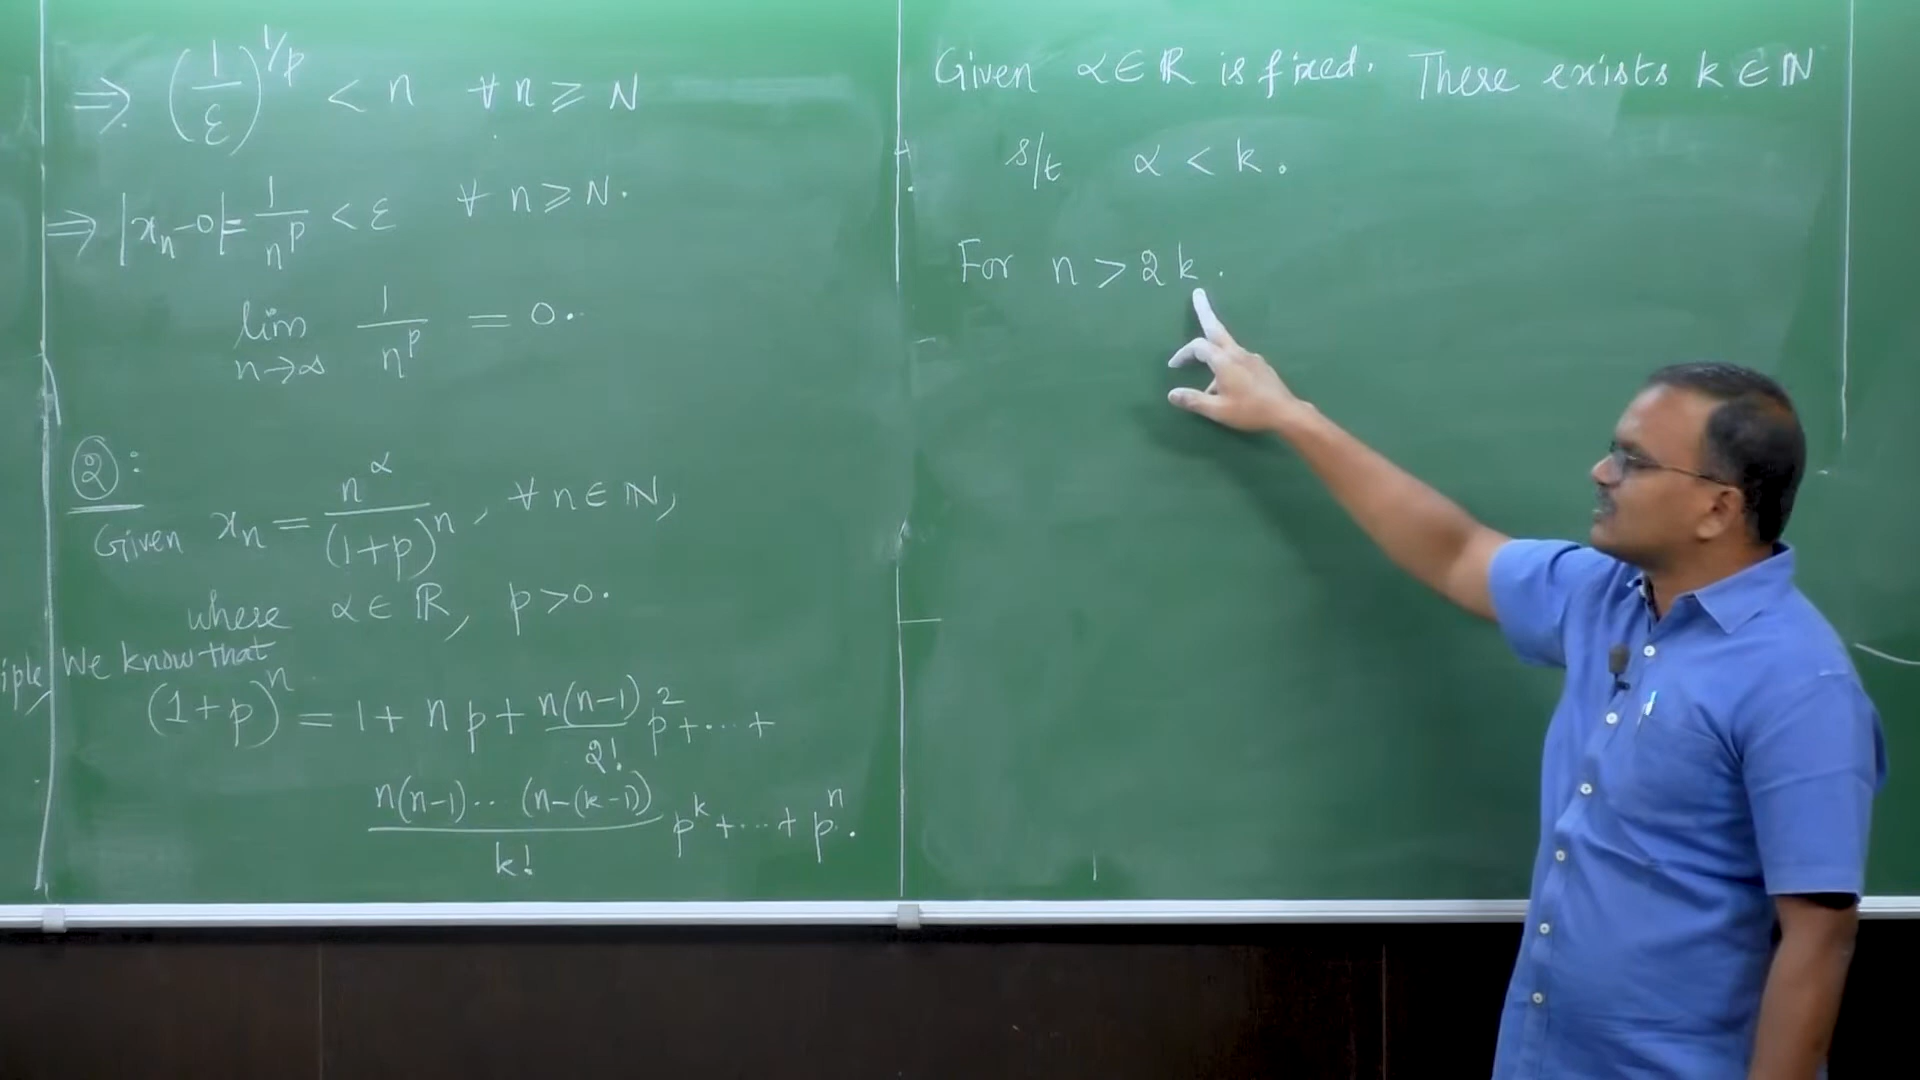 ⇒ (1/ε)^{1/p} < n ∀ n ≥ N
⇒ |x_n - 0| = 1/n^p < ε ∀ n ≥ N.
lim_{n→∞} 1/n^p = 0.
② :
Given x_n = n^α/(1+p)^n, ∀ n ∈ ℕ,
where α ∈ ℝ, p > 0.
We know that
(1+p)^n = 1 + n p + n(n-1)/2! p^2 + ... +
n(n-1)...(n-(k-1))/k! p^k + ... + p^n.
Given α ∈ ℝ is fixed. There exists k ∈ ℕ
s/t α < k.
For n > 2k.